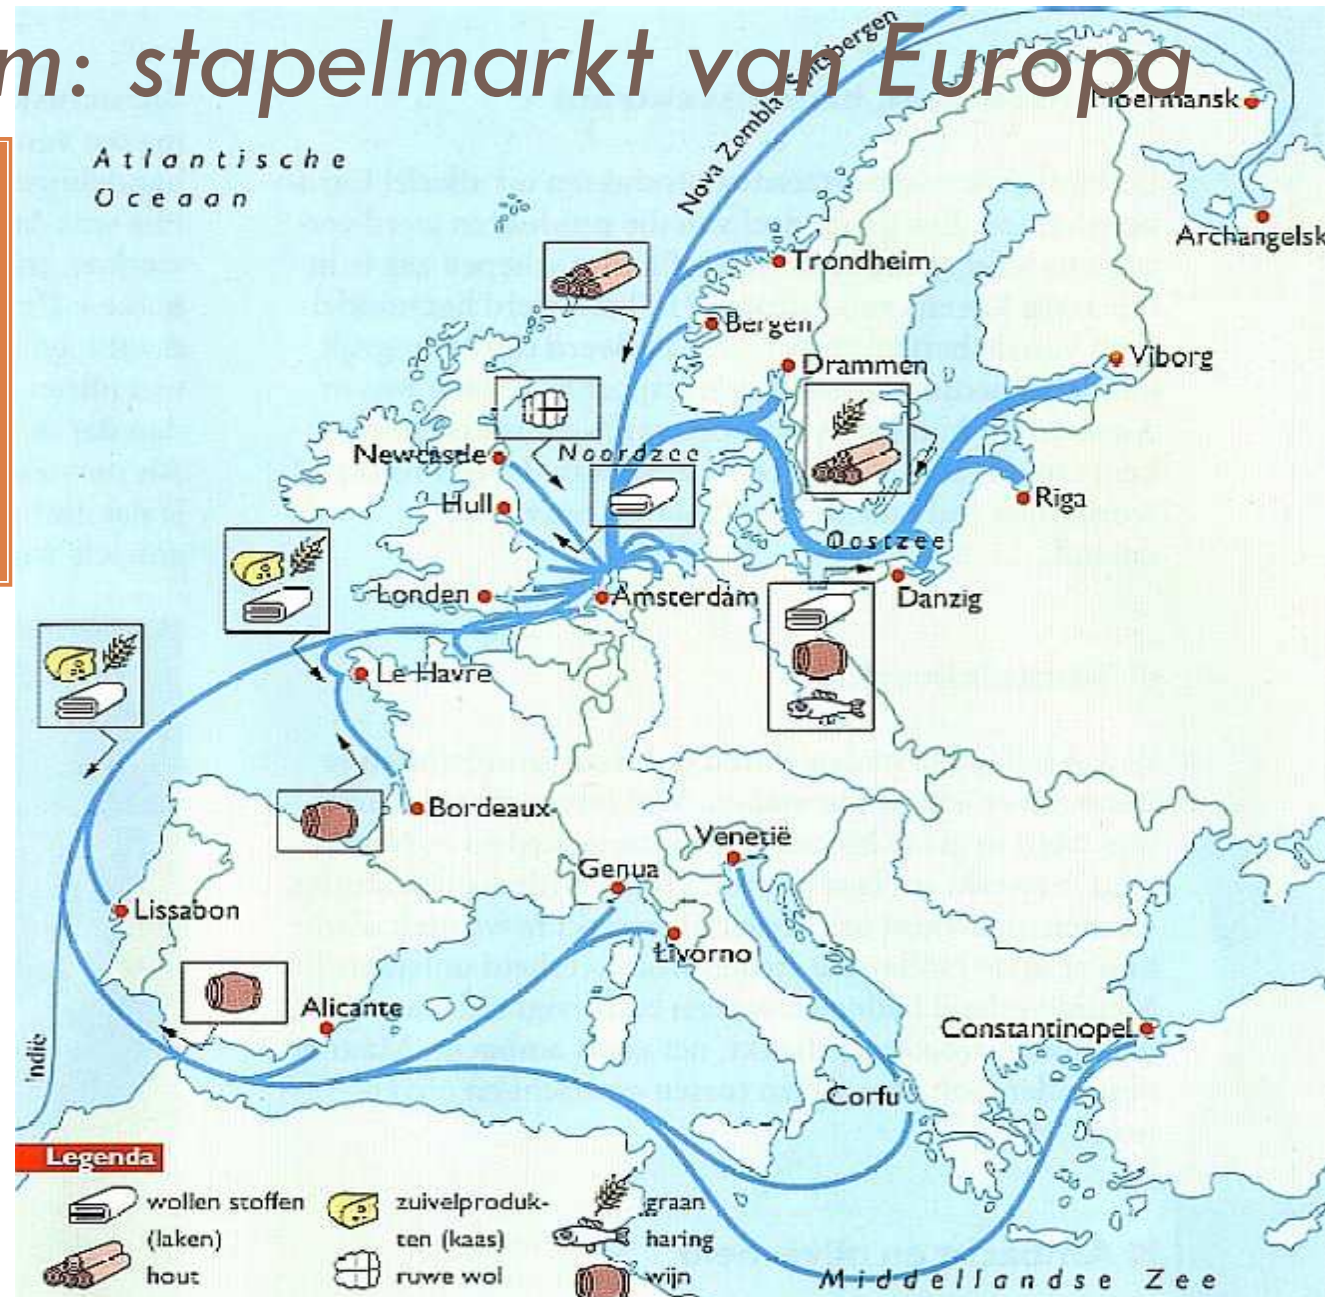 m: stapelmarkt van Europa
Atlantische
Oceaan
Nova Zombla Spitsbergen
Moermansk
Archangelsk
Trondheim
Bergen
Drammen
Viborg
Newcastle
Noordzee
Hull
Riga
Oostzee
Londen
Amsterdam
Danzig
Le Havre
Bordeaux
Venetië
Genua
Lissabon
Livorno
Alicante
Constantinopel
Indië
Corfu
Legenda
wollen stoffen
(laken)
hout
zuivelproduk-
ten (kaas)
ruwe wol
graan
haring
wijn
Middellandse Zee